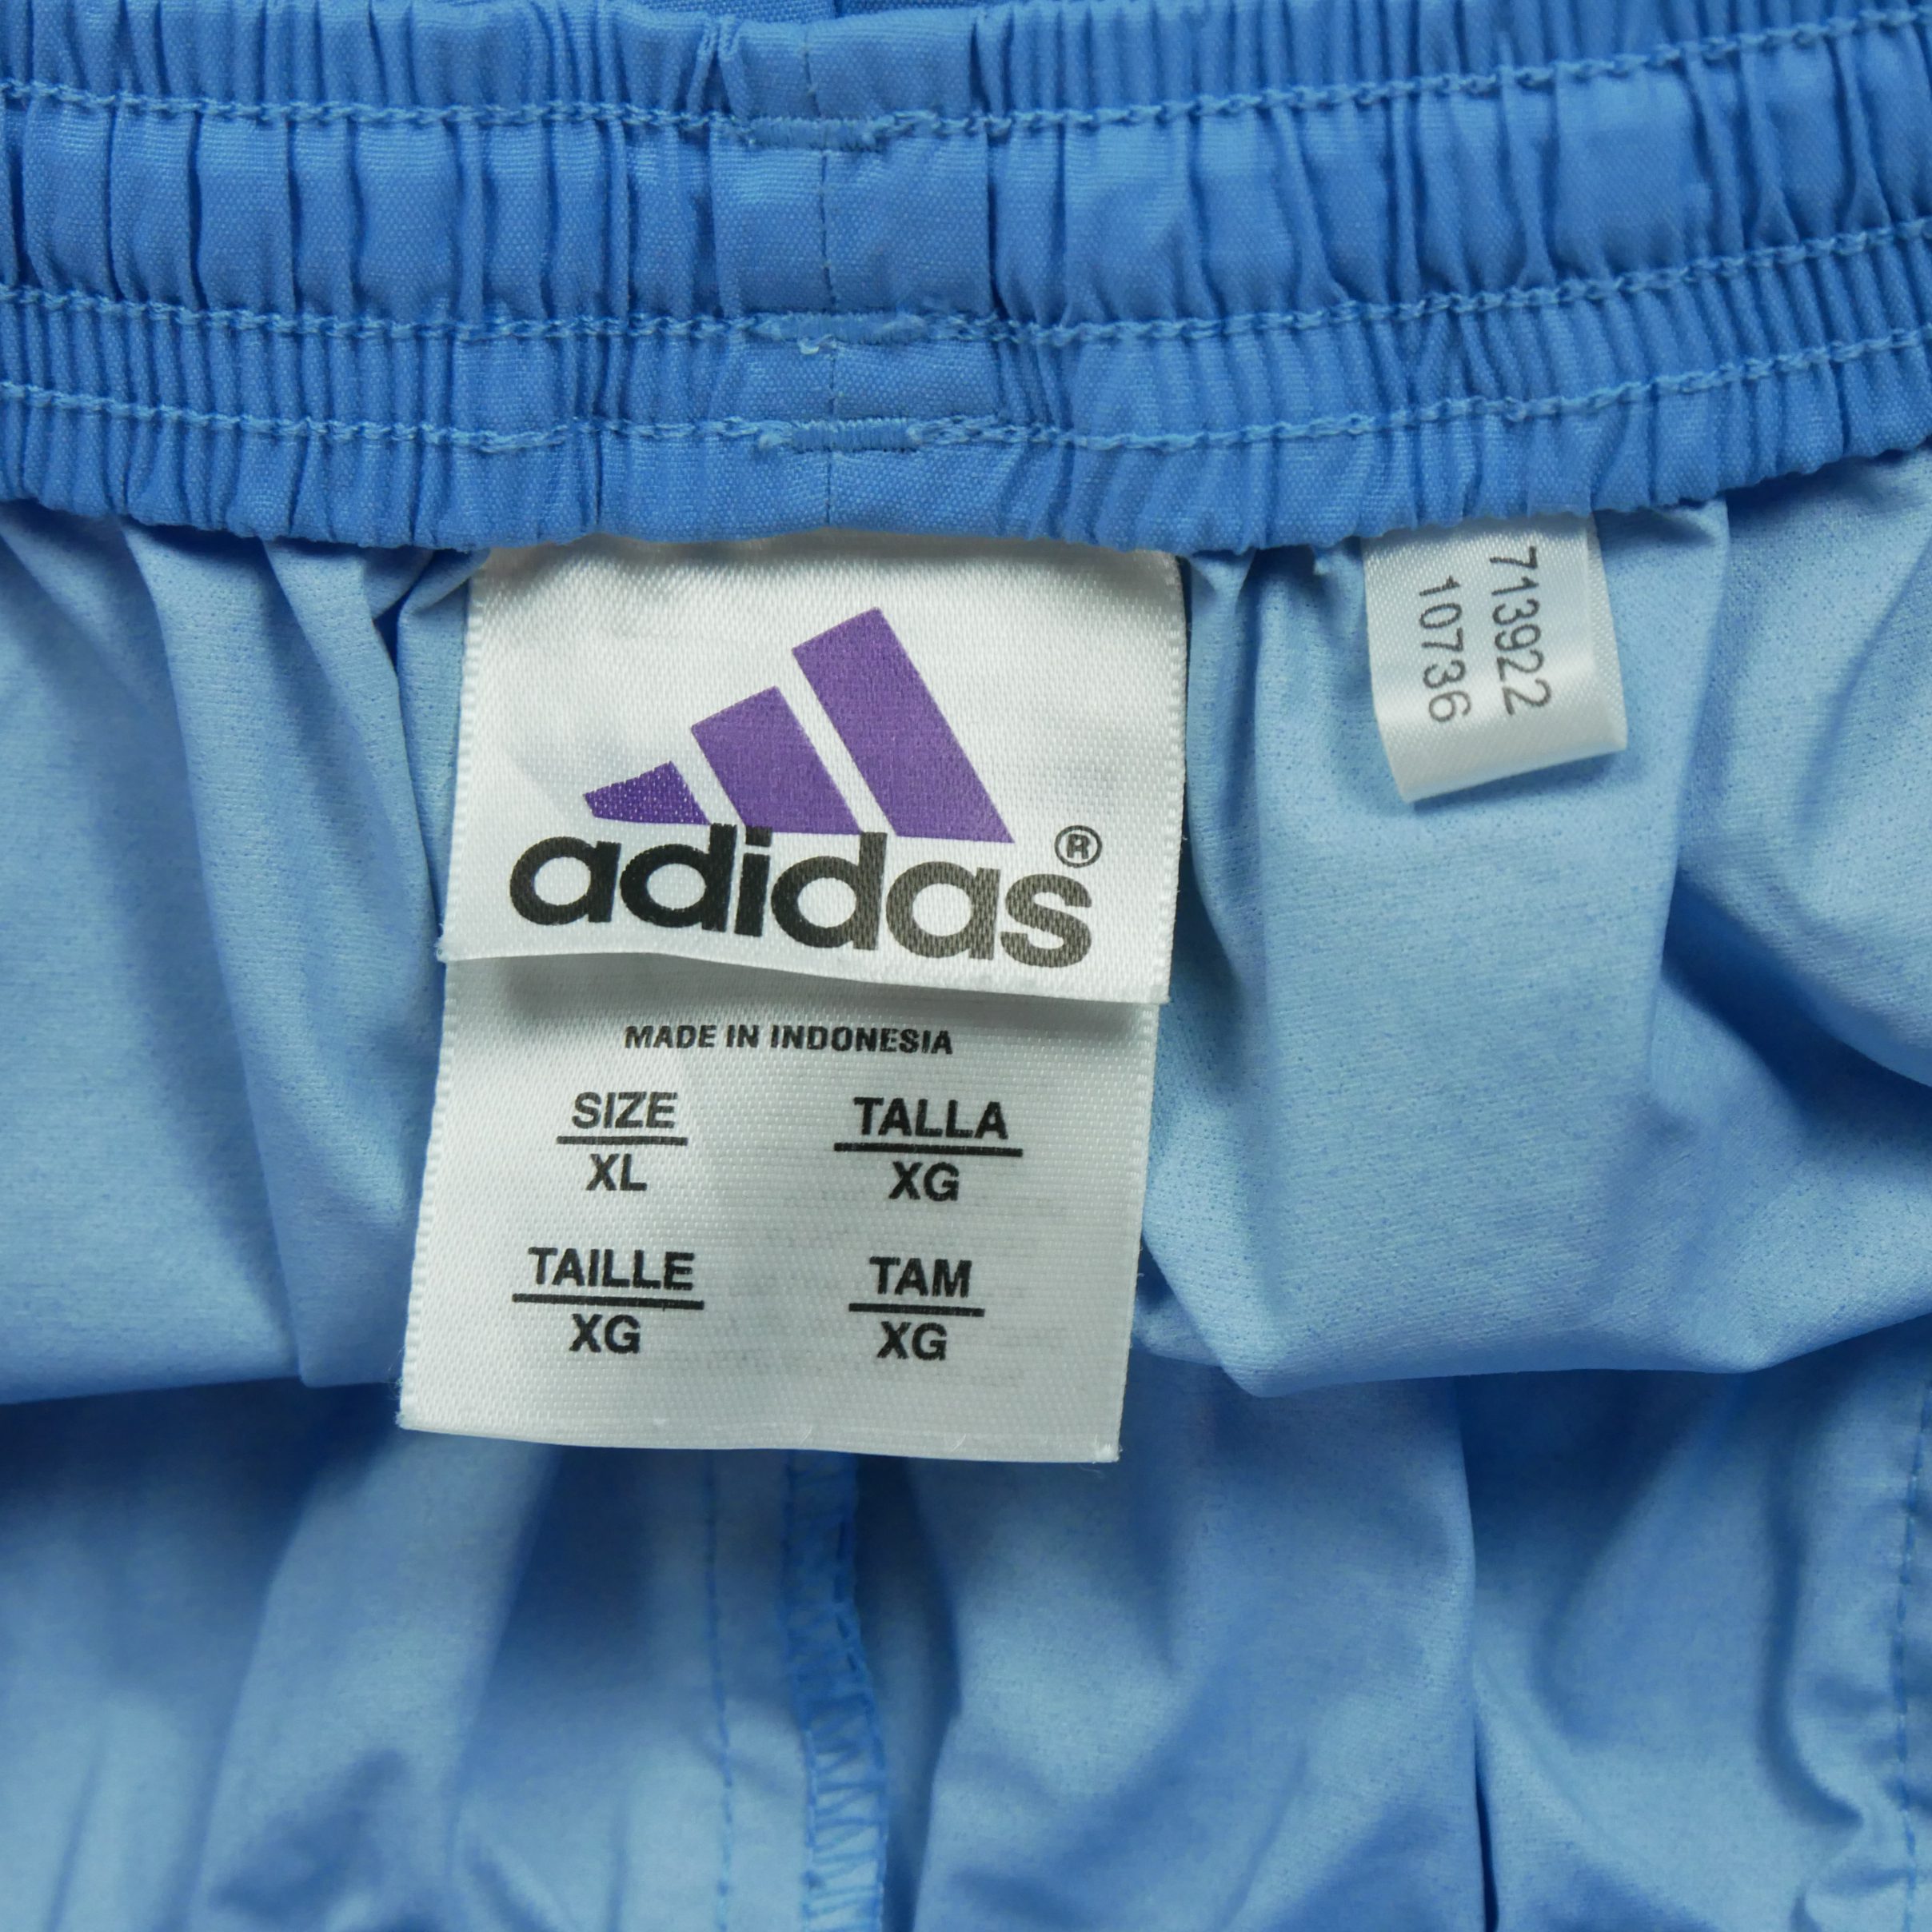 adidas®
MADE IN INDONESIA
SIZE
XL
TALLA
XG
TAILLE
XG
TAM
XG
713922
10736